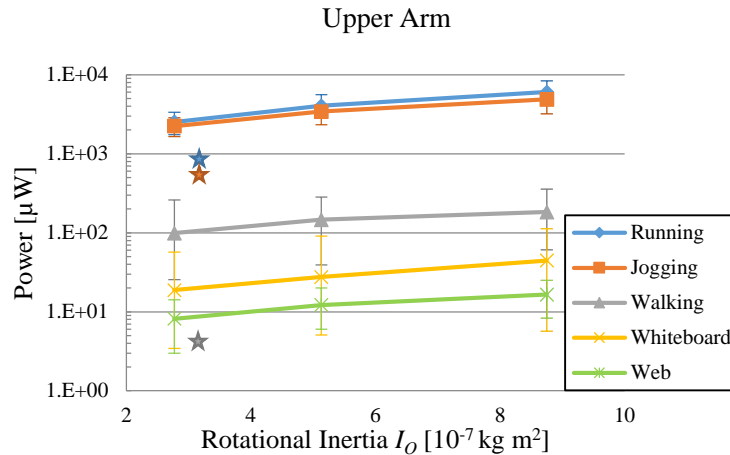 Upper Arm
Power [µW]
1.E+04
1.E+03
1.E+02
1.E+01
1.E+00
Running
Jogging
Walking
Whiteboard
Web
2 4 6 8 10
Rotational Inertia I_O [10⁻⁷ kg m²]